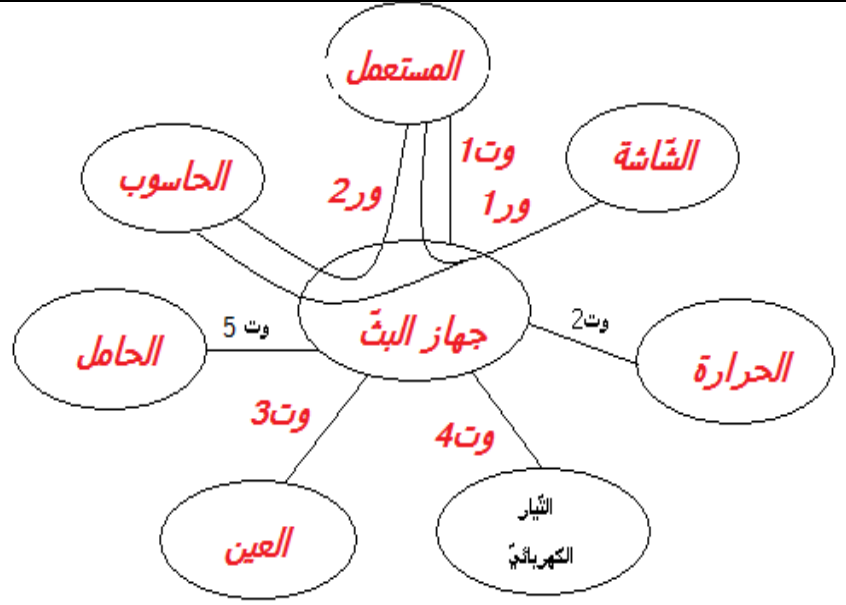 المستعمل
الشّاشة
وت1
ور1
ور2
الحاسوب
جهاز البثّ
وت2
الحرارة
وت 5
الحامل
وت3
وت4
العين
التّيار
الكهربائيّ